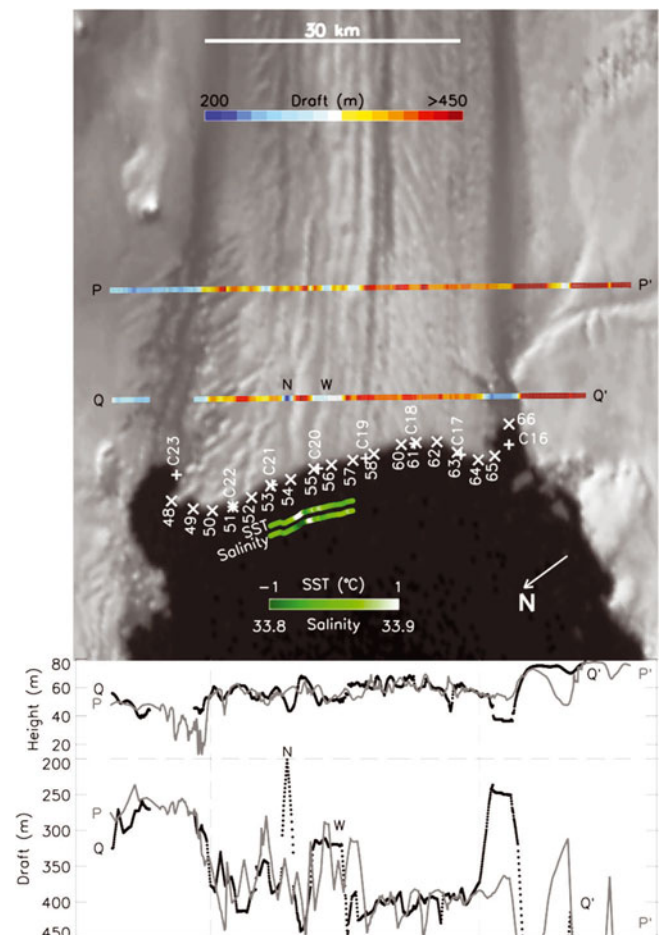 30 km
200 Draft (m) >450
P P'
N W
Q Q'
C23 C22 C21 C20 C19 C18 C17 66 C16
48 49 50 51 52 53 54 55 56 57 58 60 61 62 63 64 65
SST
Salinity
-1 SST (°C) 1
33.8 Salinity 33.9
N
80
60
40
20
Height (m)
Q
P
Q' P'
200
250
300
350
400
450
Draft (m)
N
P
W
Q
Q'
P'